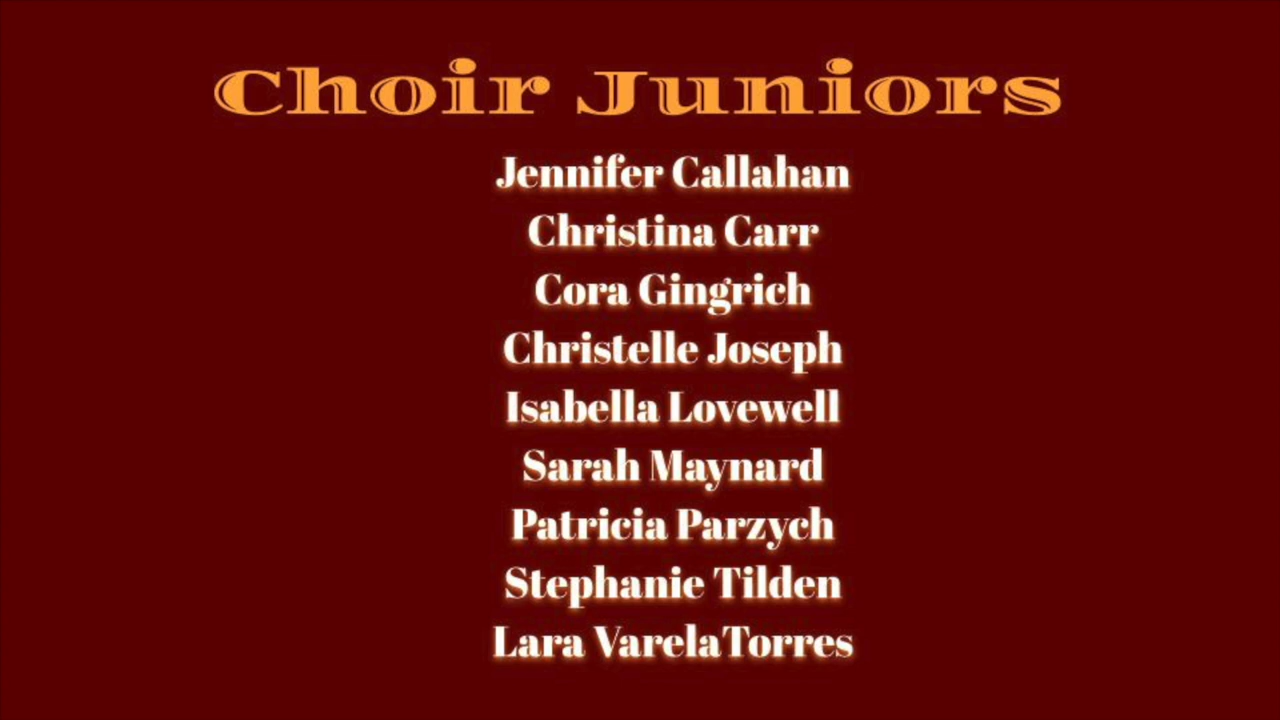 Choir Juniors
Jennifer Callahan
Christina Carr
Cora Gingrich
Christelle Joseph
Isabella Lovewell
Sarah Maynard
Patricia Parzych
Stephanie Tilden
Lara VarelaTorres